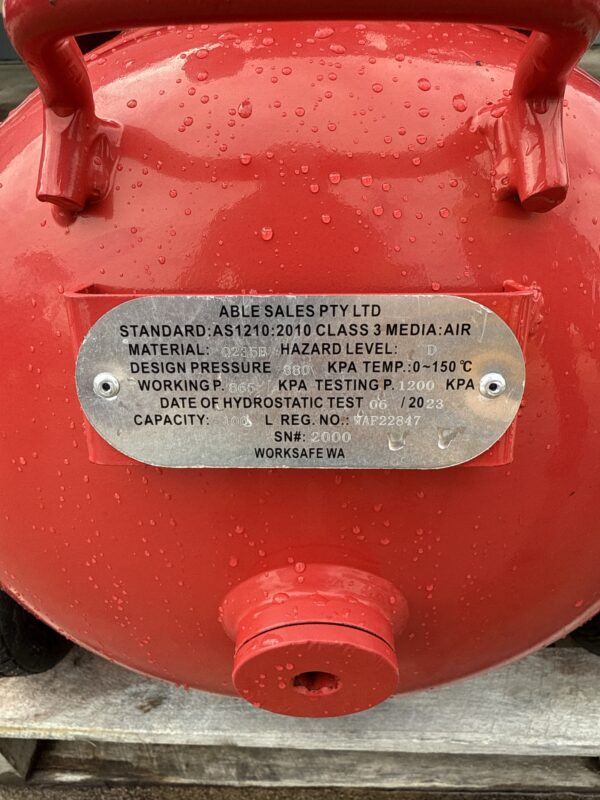 ABLE SALES PTY LTD
STANDARD:AS1210:2010 CLASS 3 MEDIA:AIR
MATERIAL: Q235B HAZARD LEVEL: D
DESIGN PRESSURE 880 KPA TEMP.:0~150℃
WORKING P. 865 KPA TESTING P. 1200 KPA
DATE OF HYDROSTATIC TEST 06 /2023
CAPACITY: L REG. NO.: WAP22847
SN#: 2000
WORKSAFE WA